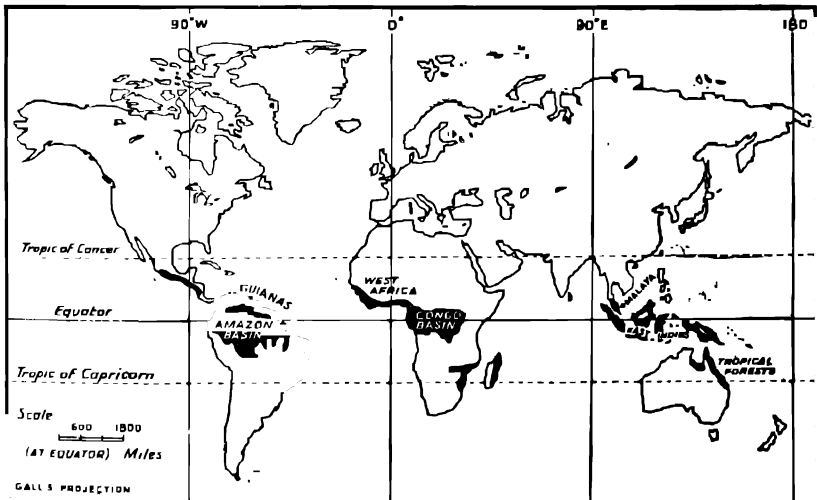 90°W 0° 90°E 180
Tropic of Cancer
GUIANAS
WEST
AFRICA
MALAYA
Equator
AMAZON
BASIN
CONGO
BASIN
EAST INDIES
Tropic of Capricorn
TROPICAL
FORESTS
Scale
600 1800
(AT EQUATOR) Miles
GALL S PROJECTION